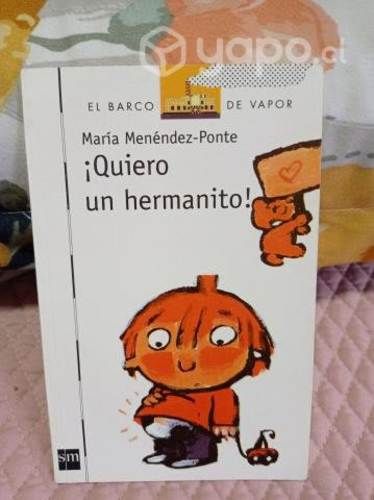 yapo.cl
EL BARCO DE VAPOR
María Menéndez-Ponte
¡Quiero
un hermanito!
sm